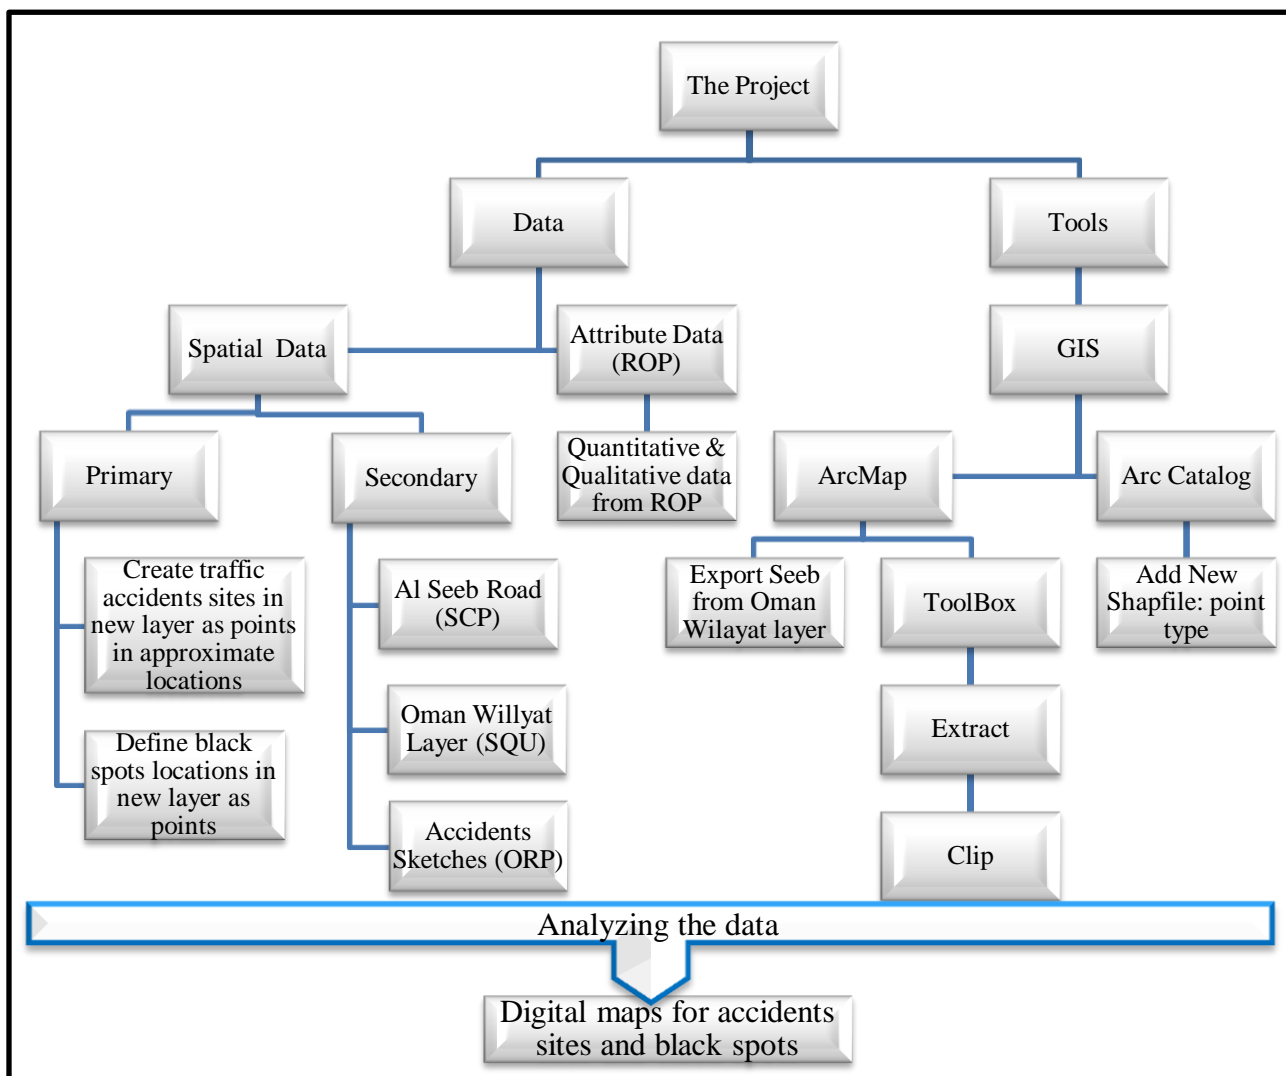 The Project
Data
Tools
Spatial Data
Attribute Data
(ROP)
GIS
Primary
Secondary
Quantitative &
Qualitative data
from ROP
ArcMap
Arc Catalog
Create traffic
accidents sites in
new layer as points
in approximate
locations
Al Seeb Road
(SCP)
Export Seeb
from Oman
Wilayat layer
ToolBox
Add New
Shapfile: point
type
Define black
spots locations in
new layer as
points
Oman Willyat
Layer (SQU)
Extract
Accidents
Sketches (ORP)
Clip
Analyzing the data
Digital maps for accidents
sites and black spots